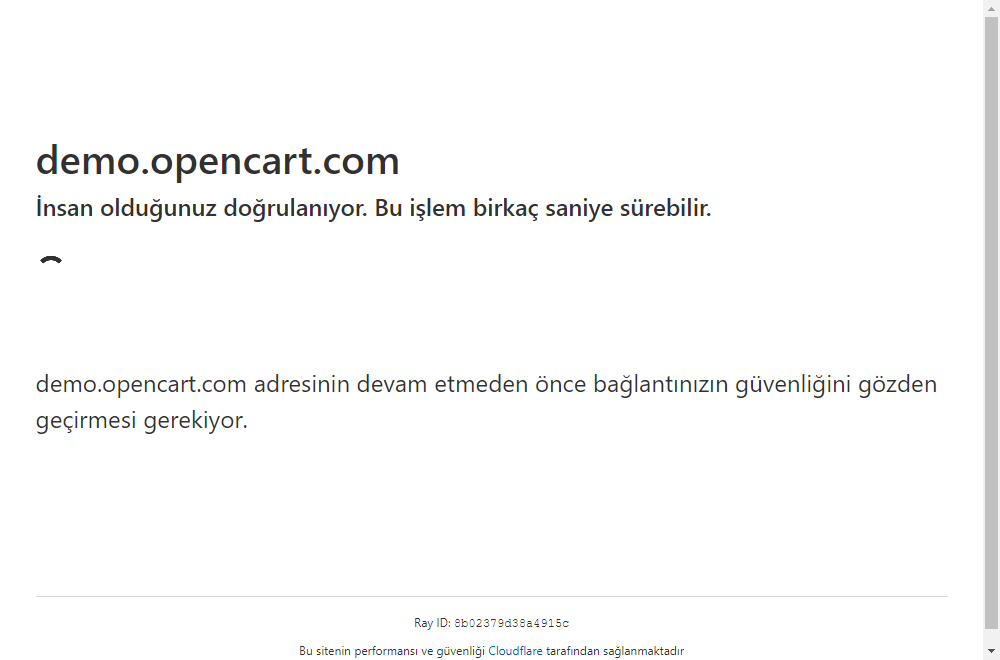 demo.opencart.com
İnsan olduğunuz doğrulanıyor. Bu işlem birkaç saniye sürebilir.
demo.opencart.com adresinin devam etmeden önce bağlantınızın güvenliğini gözden
geçirmesi gerekiyor.
Ray ID: 8b02379d38a4915c
Bu sitenin performansı ve güvenliği Cloudflare tarafından sağlanmaktadır